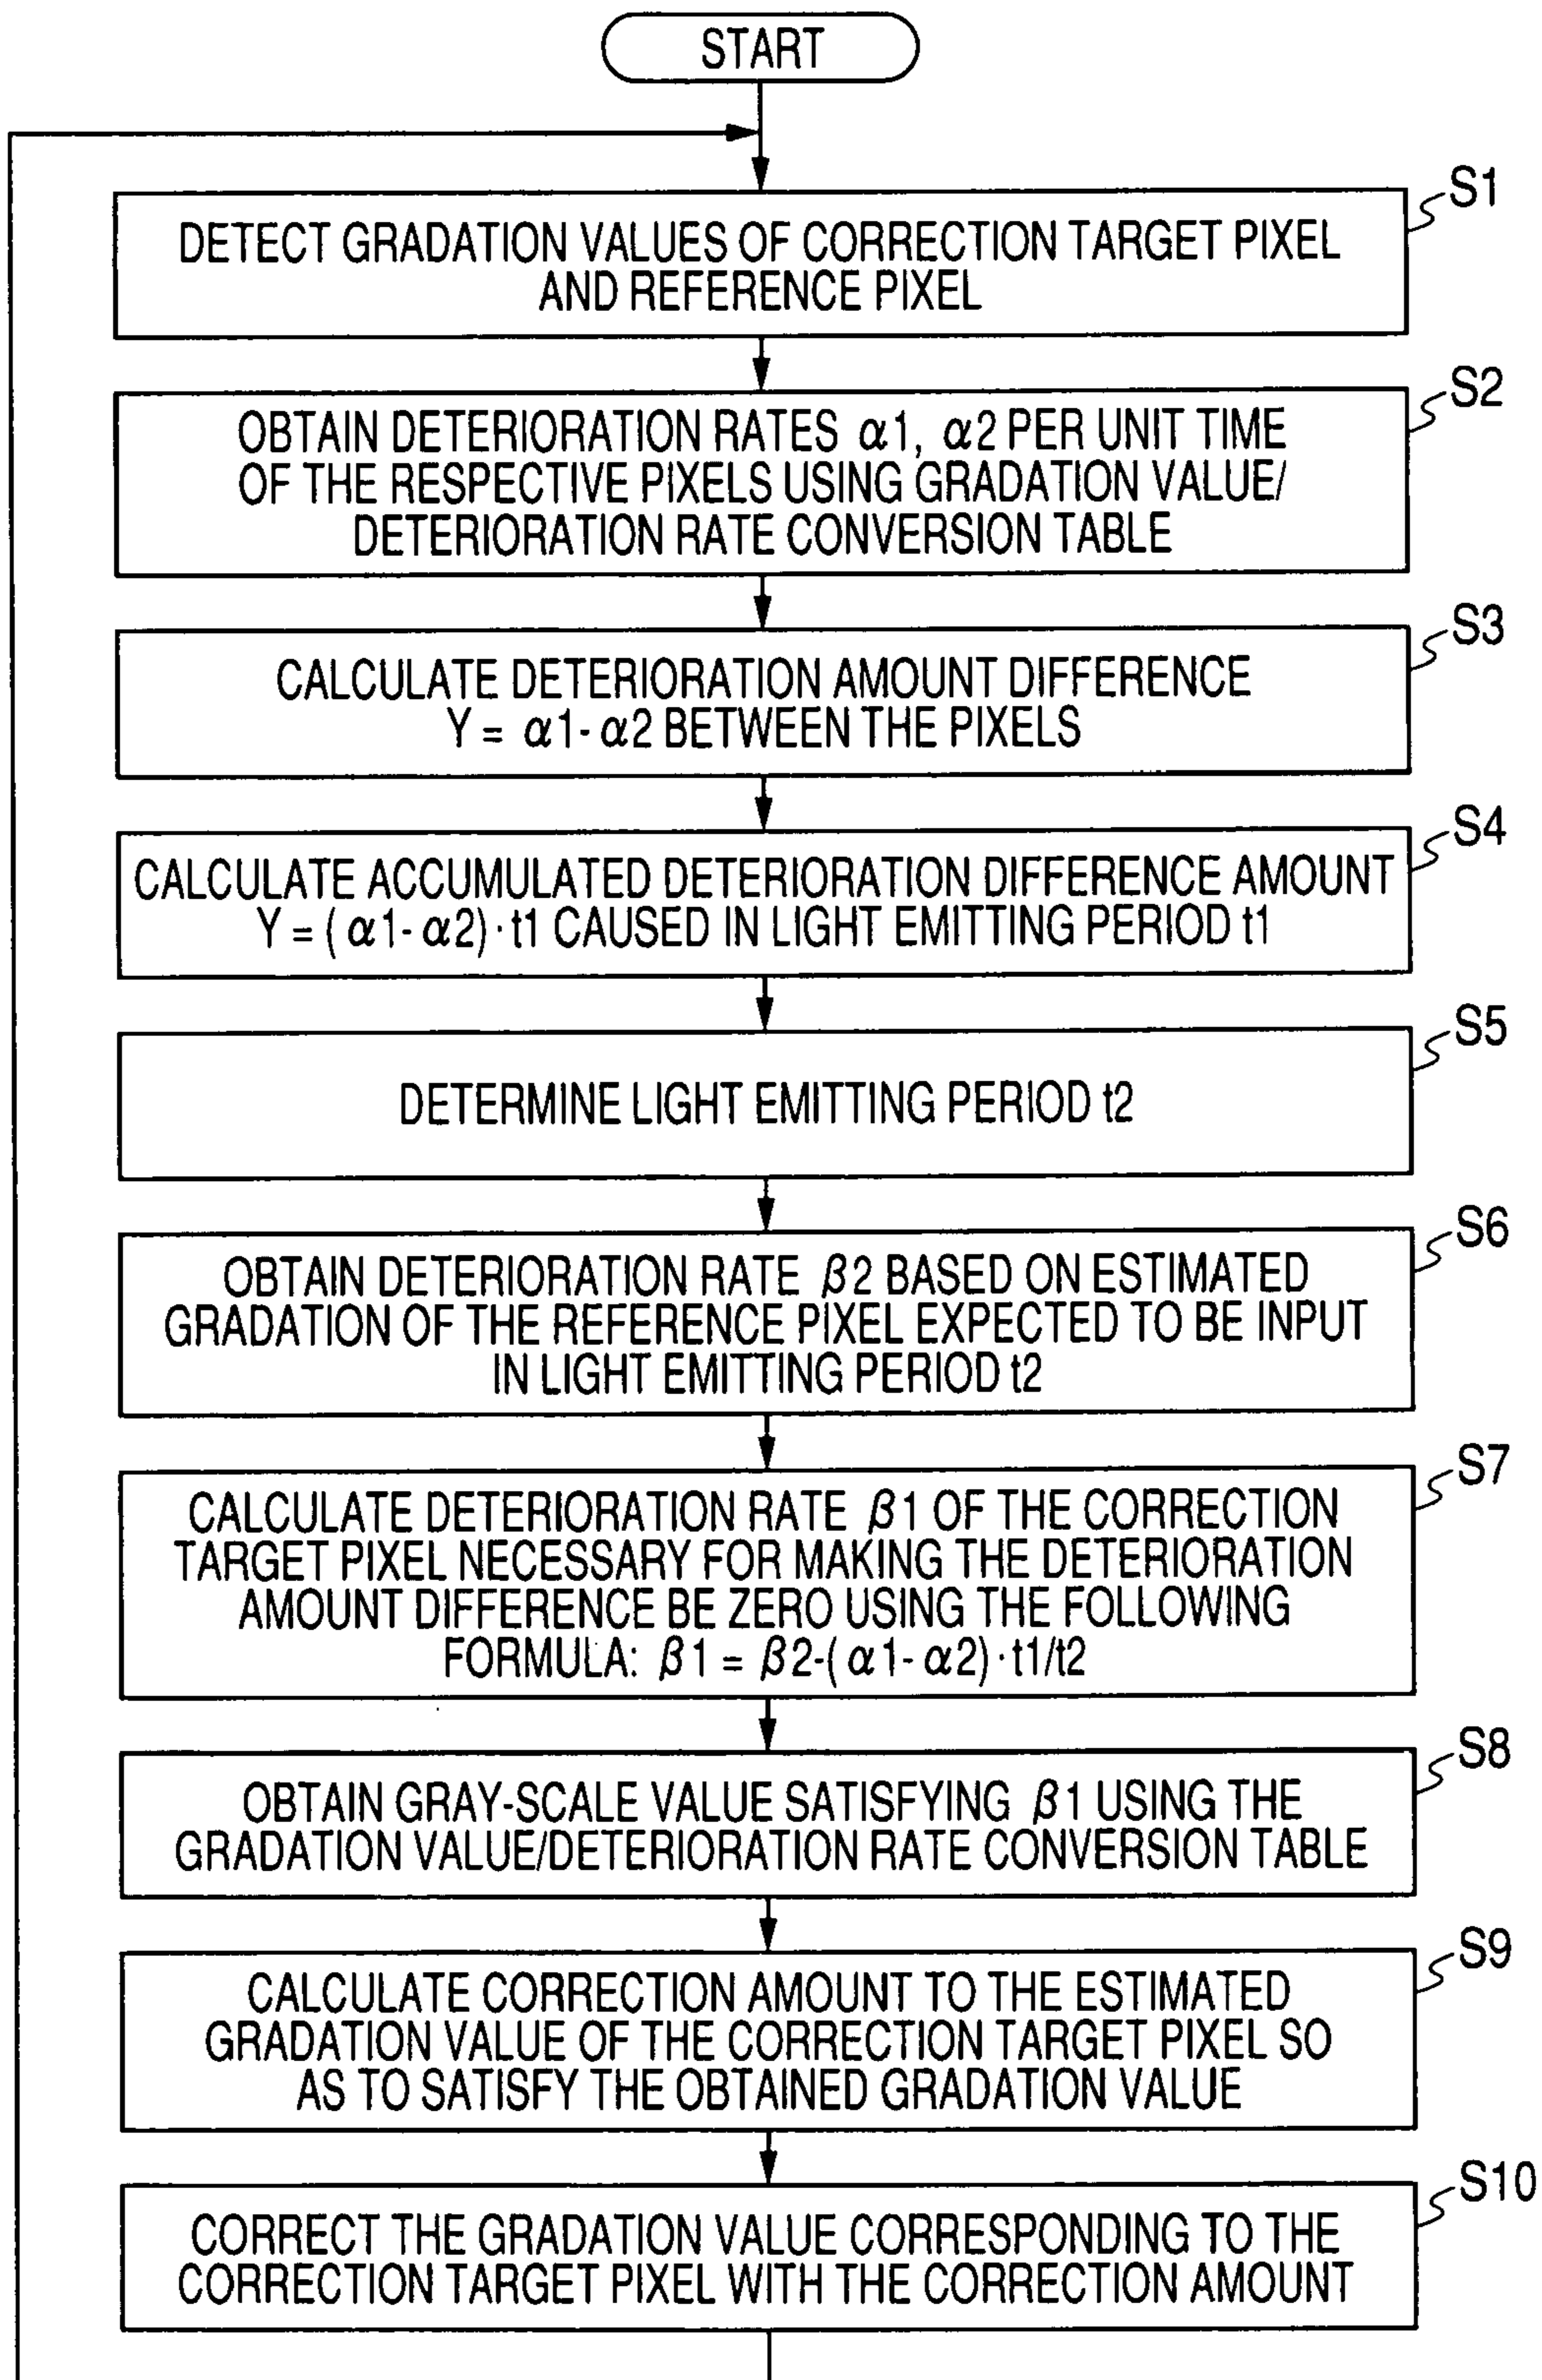 START
S1
DETECT GRADATION VALUES OF CORRECTION TARGET PIXEL
AND REFERENCE PIXEL
S2
OBTAIN DETERIORATION RATES α1, α2 PER UNIT TIME
OF THE RESPECTIVE PIXELS USING GRADATION VALUE/
DETERIORATION RATE CONVERSION TABLE
S3
CALCULATE DETERIORATION AMOUNT DIFFERENCE
Y = α1-α2 BETWEEN THE PIXELS
S4
CALCULATE ACCUMULATED DETERIORATION DIFFERENCE AMOUNT
Y = (α1-α2)·t1 CAUSED IN LIGHT EMITTING PERIOD t1
S5
DETERMINE LIGHT EMITTING PERIOD t2
S6
OBTAIN DETERIORATION RATE β2 BASED ON ESTIMATED
GRADATION OF THE REFERENCE PIXEL EXPECTED TO BE INPUT
IN LIGHT EMITTING PERIOD t2
S7
CALCULATE DETERIORATION RATE β1 OF THE CORRECTION
TARGET PIXEL NECESSARY FOR MAKING THE DETERIORATION
AMOUNT DIFFERENCE BE ZERO USING THE FOLLOWING
FORMULA: β1 = β2-(α1-α2)·t1/t2
S8
OBTAIN GRAY-SCALE VALUE SATISFYING β1 USING THE
GRADATION VALUE/DETERIORATION RATE CONVERSION TABLE
S9
CALCULATE CORRECTION AMOUNT TO THE ESTIMATED
GRADATION VALUE OF THE CORRECTION TARGET PIXEL SO
AS TO SATISFY THE OBTAINED GRADATION VALUE
S10
CORRECT THE GRADATION VALUE CORRESPONDING TO THE
CORRECTION TARGET PIXEL WITH THE CORRECTION AMOUNT